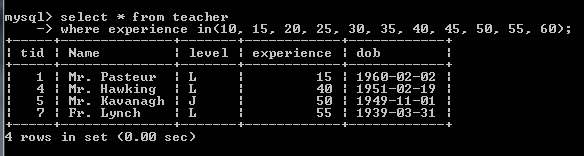 mysql> select * from teacher
-> where experience in(10, 15, 20, 25, 30, 35, 40, 45, 50, 55, 60);
+-----+--------------+-------+------------+------------+
| tid | Name | level | experience | dob |
+-----+--------------+-------+------------+------------+
| 1 | Mr. Pasteur | L | 15 | 1960-02-02 |
| 4 | Mr. Hawking | L | 40 | 1951-02-19 |
| 5 | Mr. Kavanagh | J | 50 | 1949-11-01 |
| 7 | Fr. Lynch | L | 55 | 1939-03-31 |
+-----+--------------+-------+------------+------------+
4 rows in set (0.00 sec)